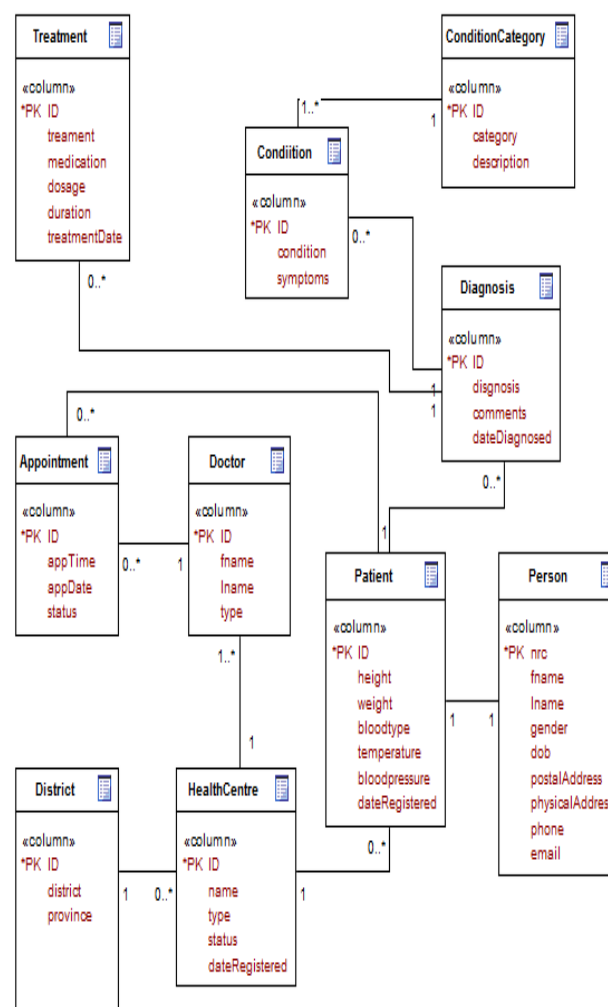 Treatment
«column»
*PK ID
treament
medication
dosage
duration
treatmentDate
0..*
ConditionCategory
«column»
*PK ID
category
description
1..*
1
Condiition
«column»
*PK ID
condition
symptoms
0..*
Diagnosis
«column»
*PK ID
disgnosis
comments
dateDiagnosed
1
1
0..*
0..*
Appointment
«column»
*PK ID
appTime
appDate
status
0..*
1
Doctor
«column»
*PK ID
fname
lname
type
1..*
1
1
Patient
«column»
*PK ID
height
weight
bloodtype
temperature
bloodpressure
dateRegistered
1
1
0..*
Person
«column»
*PK nrc
fname
lname
gender
dob
postalAddress
physicalAddre
phone
email
District
«column»
*PK ID
district
province
1
0..*
HealthCentre
«column»
*PK ID
name
type
status
dateRegistered
1